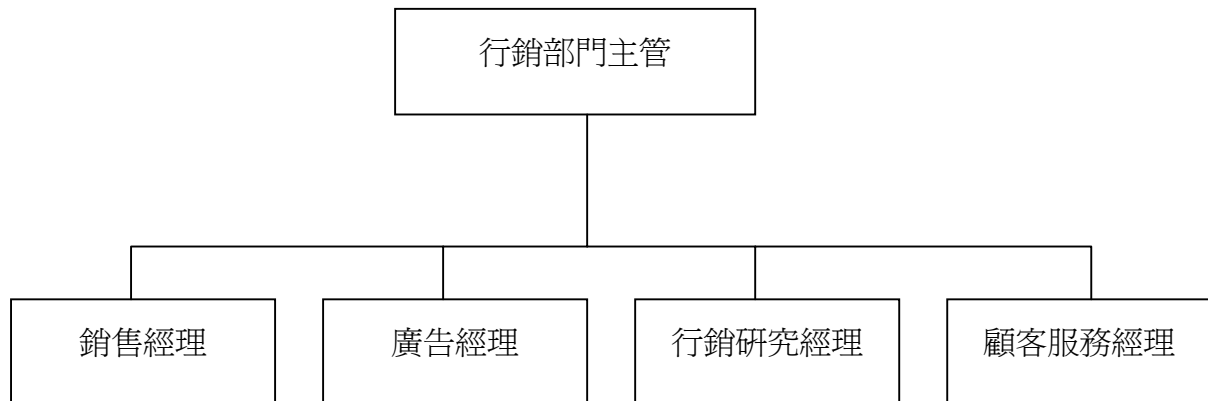 行銷部門主管
銷售經理
廣告經理
行銷研究經理
顧客服務經理